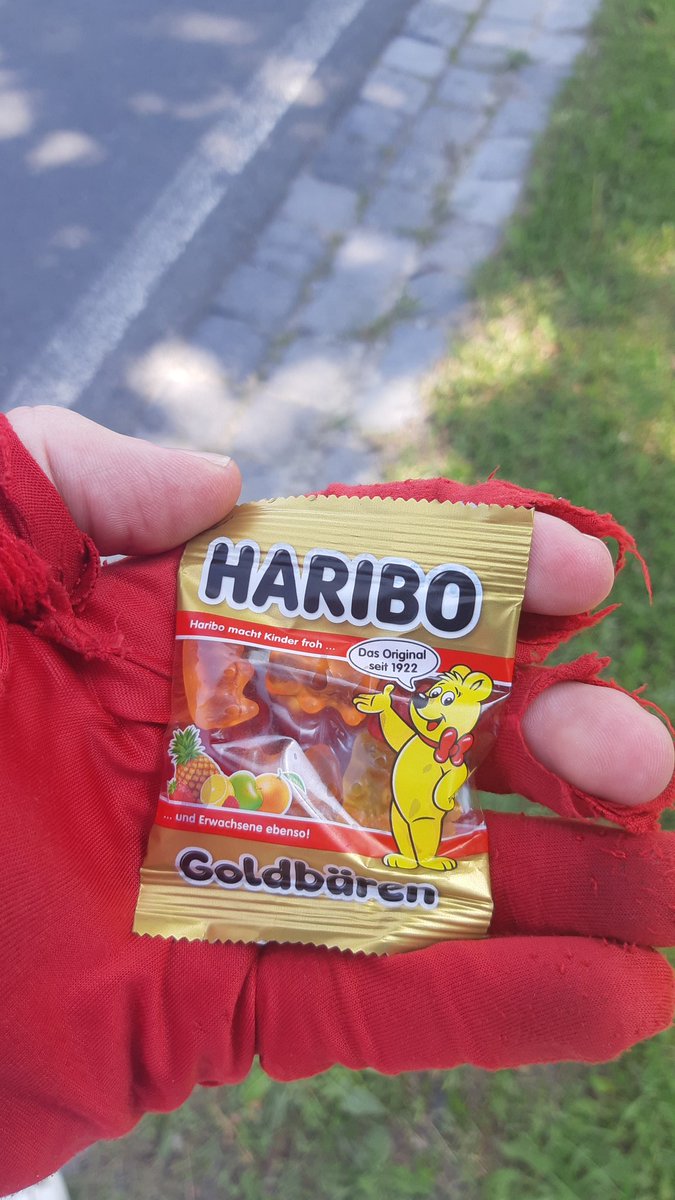 HARIBO
Haribo macht Kinder froh ...
Das Original
seit 1922
... und Erwachsene ebenso!
Goldbären